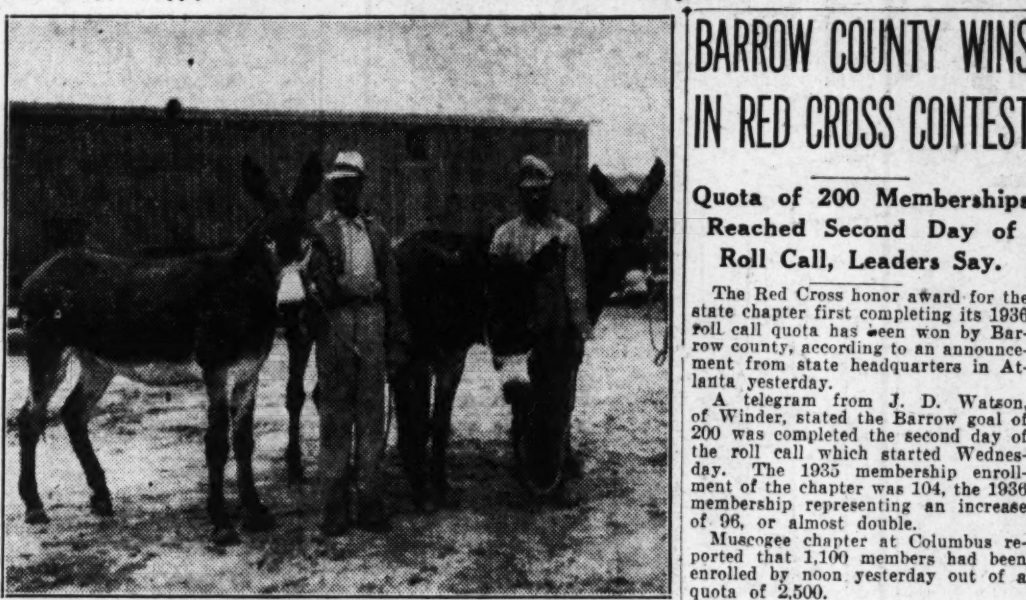 BARROW COUNTY WINS
IN RED CROSS CONTEST
Quota of 200 Memberships
Reached Second Day of
Roll Call, Leaders Say.
The Red Cross honor award for the
state chapter first completing its 1936
roll call quota has been won by Bar-
row county, according to an announce-
ment from state headquarters in At-
lanta yesterday.
A telegram from J. D. Watson,
of Winder, stated the Barrow goal of
200 was completed the second day of
the roll call which started Wednes-
day. The 1935 membership enroll-
ment of the chapter was 104, the 1936
membership representing an increase
of 96, or almost double.
Muscogee chapter at Columbus re-
ported that 1,100 members had been
enrolled by noon yesterday out of a
quota of 2,500.